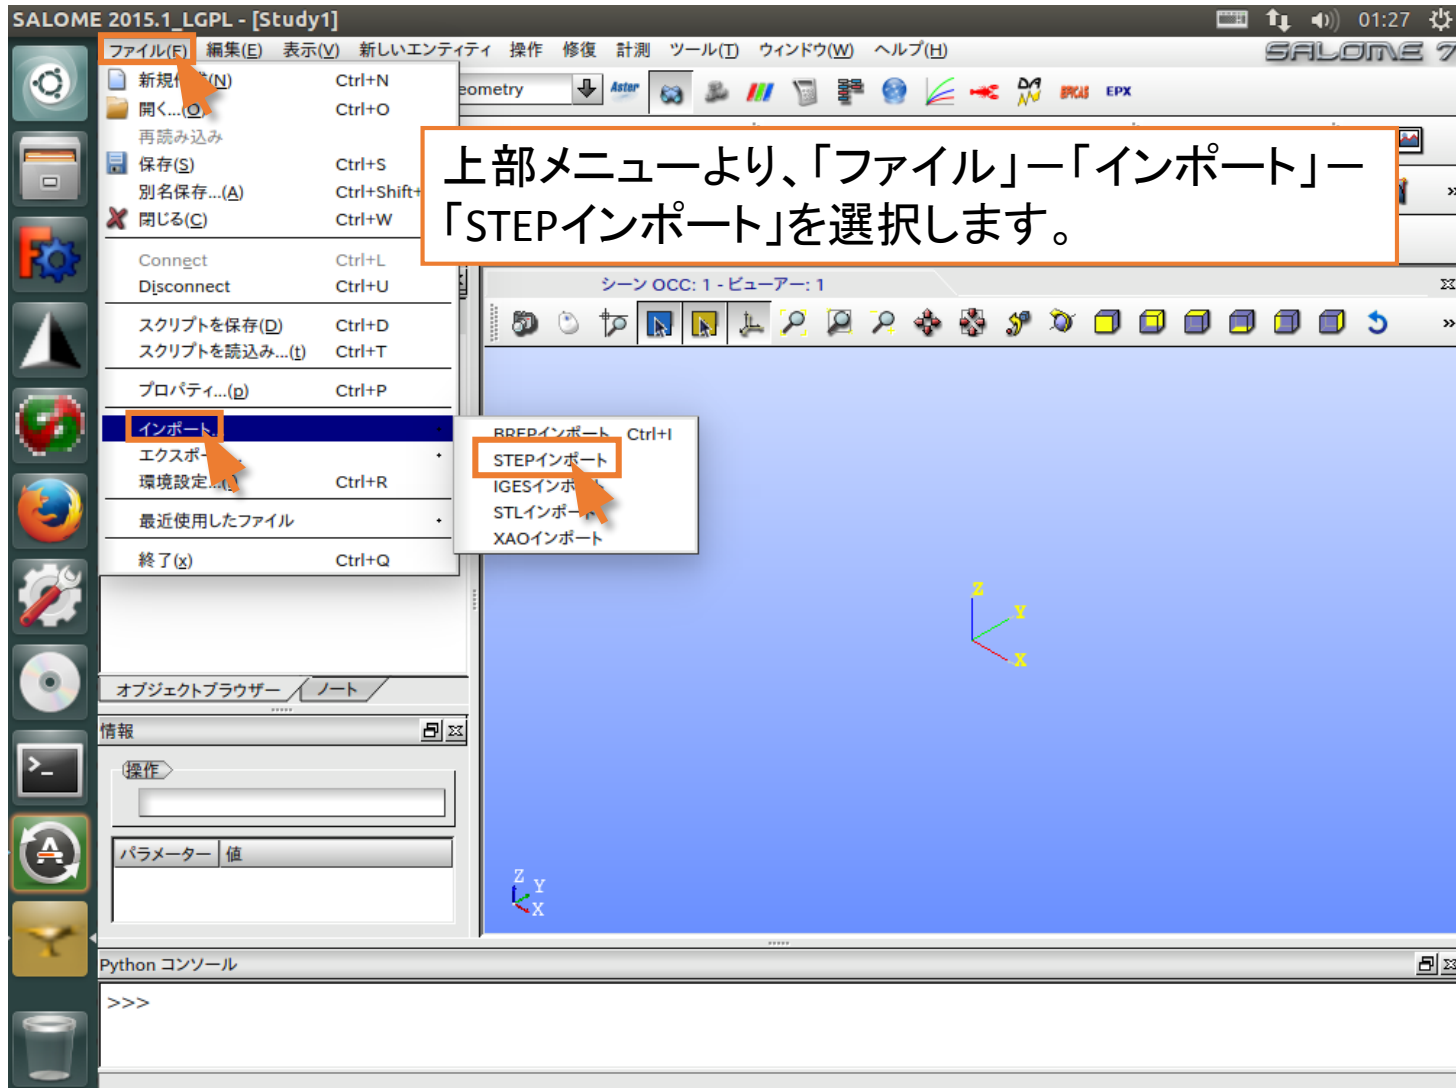 SALOME 2015.1_LGPL - [Study1]
01:27
ファイル(F) 編集(E) 表示(V) 新しいエンティティ 操作 修復 計測 ツール(T) ウィンドウ(W) ヘルプ(H)
SALOME 7
新規作成(N) Ctrl+N
開く...(O) Ctrl+O
再読み込み
保存(S) Ctrl+S
別名保存...(A) Ctrl+Shift+
閉じる(C) Ctrl+W
Connect Ctrl+L
Disconnect Ctrl+U
スクリプトを保存(D) Ctrl+D
スクリプトを読込み...(t) Ctrl+T
プロパティ...(p) Ctrl+P
インポート
エクスポート
環境設定 Ctrl+R
最近使用したファイル
終了(x) Ctrl+Q
eometry
Aster
EPX
上部メニューより、「ファイル」ー「インポート」ー
「STEPインポート」を選択します。
シーン OCC: 1 - ビューアー: 1
BREPインポート Ctrl+I
STEPインポート
IGESインポート
STLインポート
XAOインポート
Z
Y
X
オブジェクトブラウザー ノート
情報
操作
パラメーター 値
Z
Y
X
Python コンソール
>>>